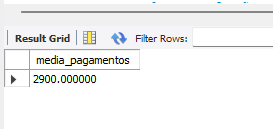 Result Grid Filter Rows:
media_pagamentos
2900.000000